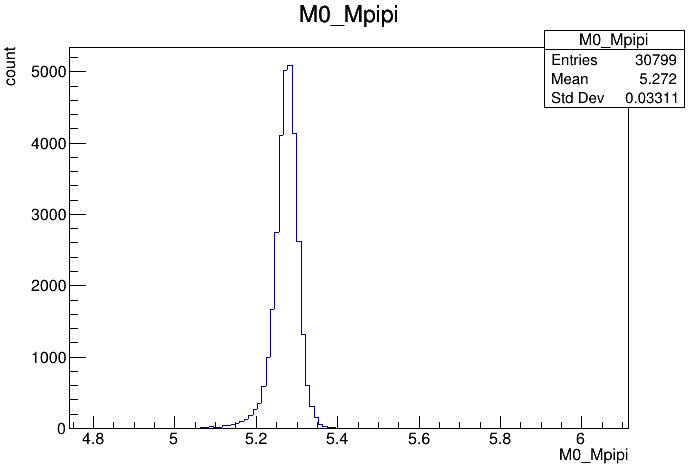 M0_Mpipi
M0_Mpipi
Entries 30799
Mean 5.272
Std Dev 0.03311
count
5000
4000
3000
2000
1000
0
4.8 5 5.2 5.4 5.6 5.8 6
M0_Mpipi